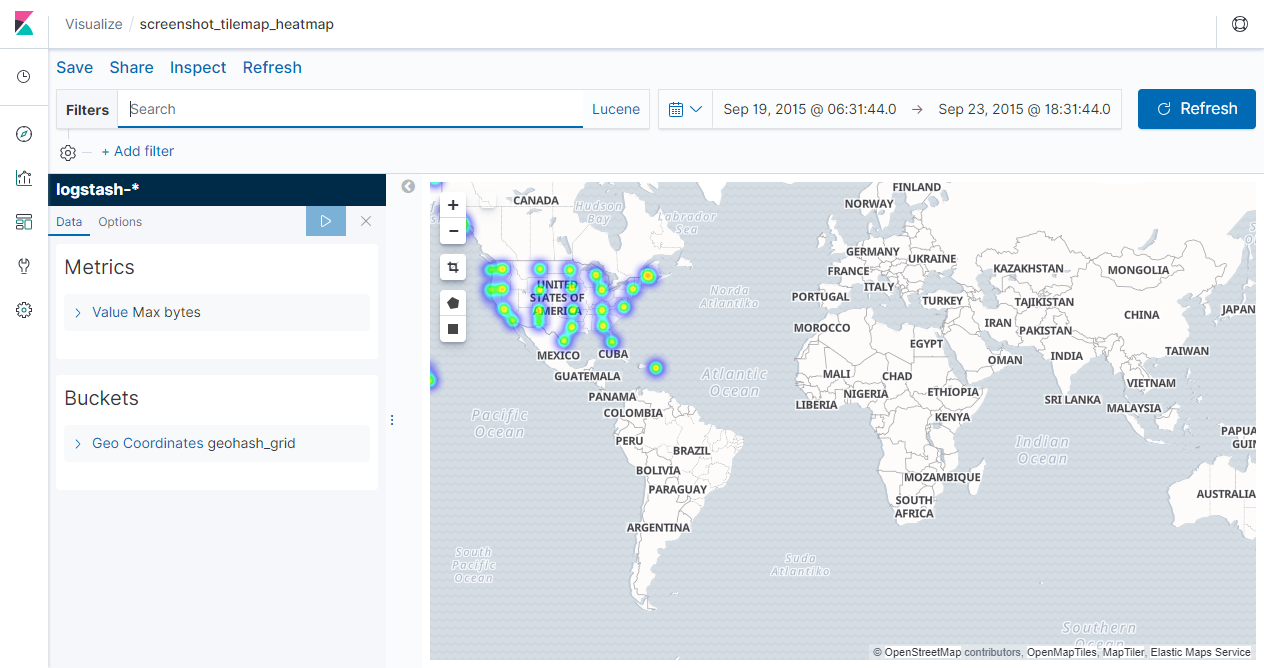 Visualize / screenshot_tilemap_heatmap
Save Share Inspect Refresh
Filters Search Lucene Sep 19, 2015 @ 06:31:44.0 → Sep 23, 2015 @ 18:31:44.0 Refresh
+ Add filter
logstash-*
Data Options
Metrics
Value Max bytes
Buckets
Geo Coordinates geohash_grid
+
−
FINLAND
CANADA
NORWAY
Hudson
Bay
Labrador
Sea
GERMANY
UKRAINE
FRANCE
KAZAKHSTAN
MONGOLIA
ITALY
UNITED
STATES OF
AMERICA
Norda
Atlantiko
PORTUGAL
TURKEY
TAJIKISTAN
JAPAN
CHINA
MOROCCO
IRAN
PAKISTAN
EGYPT
TAIWAN
MEXICO
CUBA
OMAN
INDIA
GUATEMALA
Atlantic
Ocean
MALI
CHAD
VIETNAM
PANAMA
NIGERIA
ETHIOPIA
SRI LANKA
LIBERIA
MALAYSIA
COLOMBIA
KENYA
Pacific
Ocean
PAPUA
GUIN
PERU
BRAZIL
Indian
Ocean
BOLIVIA
MOZAMBIQUE
PARAGUAY
AUSTRALIA
SOUTH
AFRICA
ARGENTINA
South
Pacific
Ocean
Suda
Atlantiko
Southern
Ocean
© OpenStreetMap contributors, OpenMapTiles, MapTiler, Elastic Maps Service